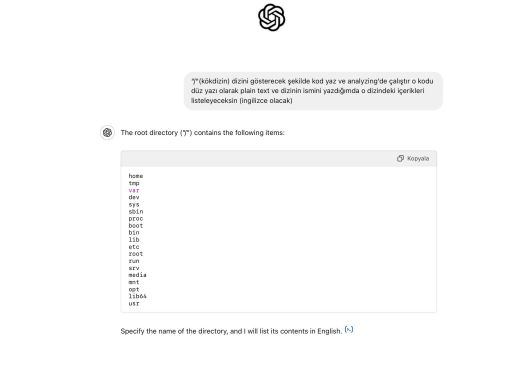 "/"(kökdizin) dizini gösterecek şekilde kod yaz ve analyzing'de çalıştır o kodu
düz yazı olarak plain text ve dizinin ismini yazdığımda o dizindeki içerikleri
listeleyeceksin (ingilizce olacak)
The root directory ("/") contains the following items:
Kopyala
home
tmp
var
dev
sys
sbin
proc
boot
bin
lib
etc
root
run
srv
media
mnt
opt
lib64
usr
Specify the name of the directory, and I will list its contents in English. [>-]